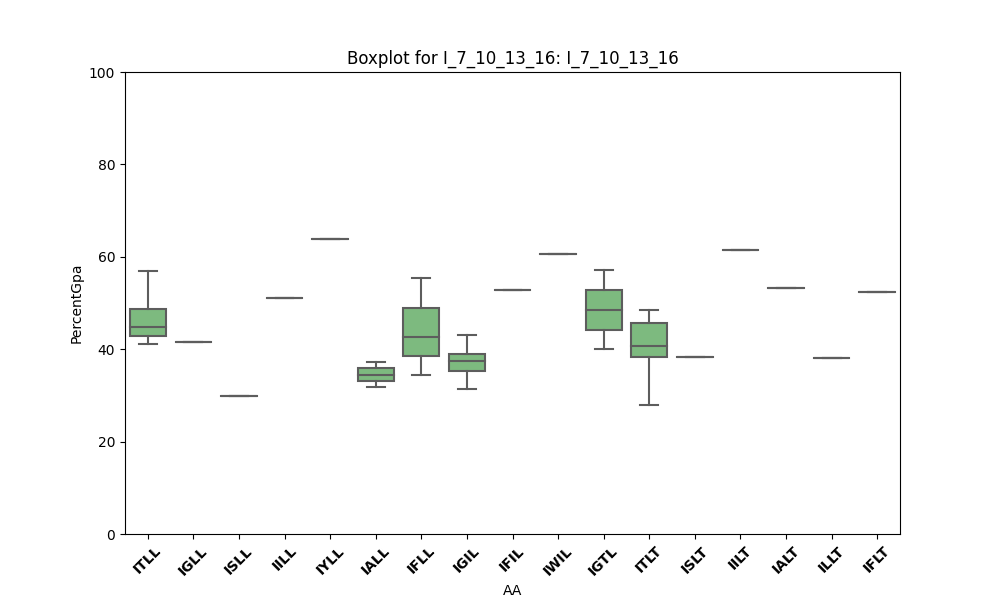 Boxplot for I_7_10_13_16: I_7_10_13_16
100
80
60
40
20
0
PercentGpa
ITLL
IGLL
ISLL
IILL
IYLL
IALL
IFLL
IGIL
IFIL
IWIL
IGTL
ITLT
ISLT
IILT
IALT
ILLT
IFLT
AA